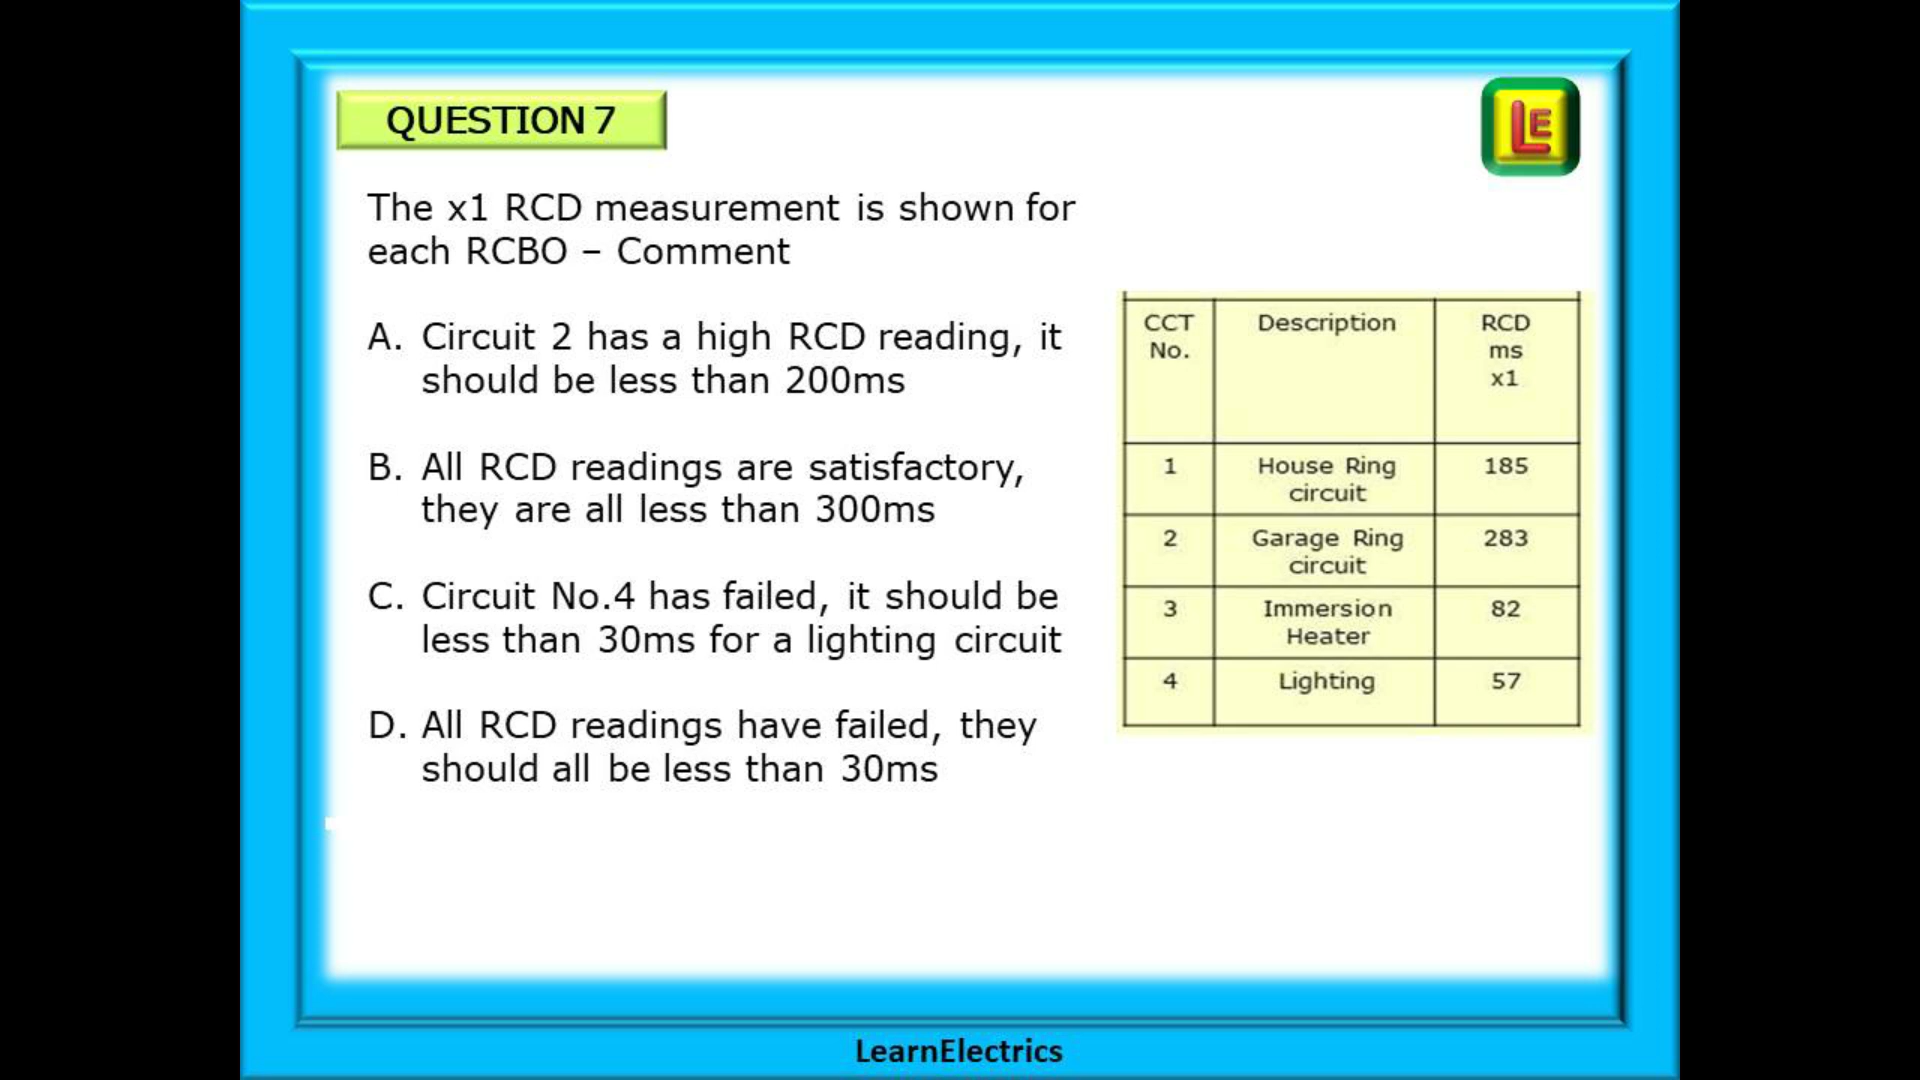 QUESTION 7
LE
The x1 RCD measurement is shown for
each RCBO – Comment
A. Circuit 2 has a high RCD reading, it
should be less than 200ms
B. All RCD readings are satisfactory,
they are all less than 300ms
C. Circuit No.4 has failed, it should be
less than 30ms for a lighting circuit
D. All RCD readings have failed, they
should all be less than 30ms
CCT No. Description RCD ms x1
1 House Ring circuit 185
2 Garage Ring circuit 283
3 Immersion Heater 82
4 Lighting 57
LearnElectrics